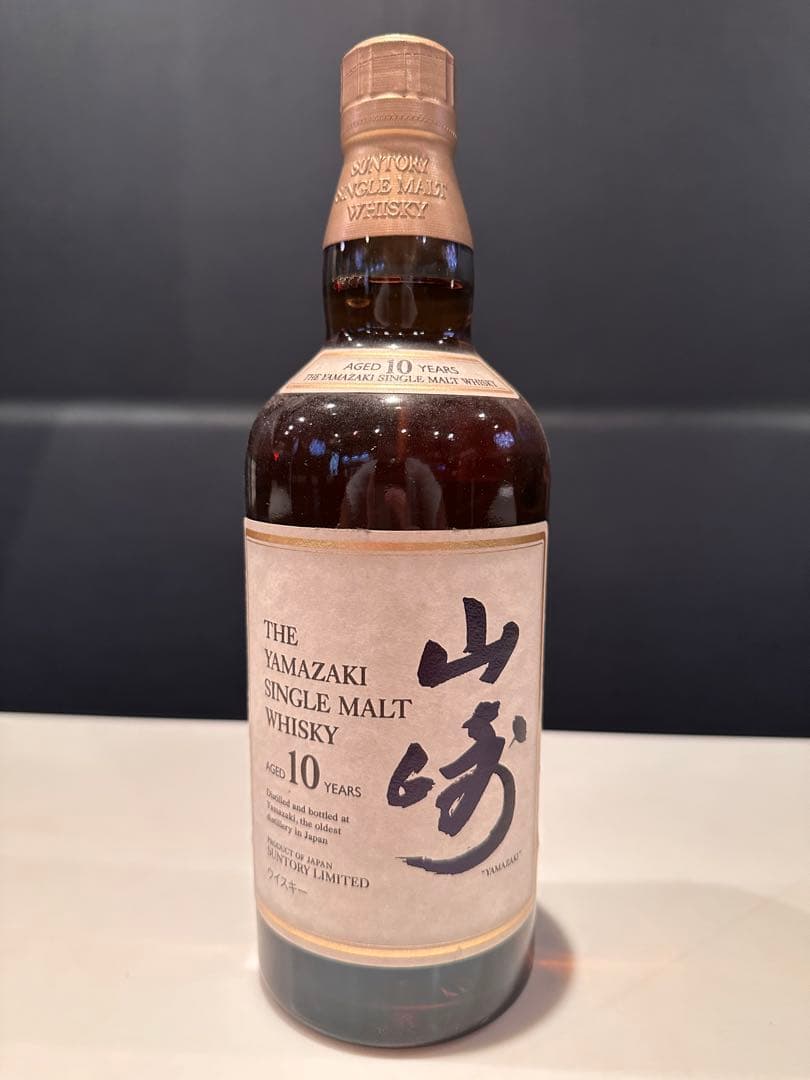 SUNTORY
SINGLE MALT
WHISKY
AGED 10 YEARS
THE YAMAZAKI SINGLE MALT WHISKY
THE
YAMAZAKI
SINGLE MALT
WHISKY
AGED 10 YEARS
Distilled and bottled at
Yamazaki, the oldest
distillery in Japan
PRODUCT OF JAPAN
SUNTORY LIMITED
ウイスキー
山崎
"YAMAZAKI"